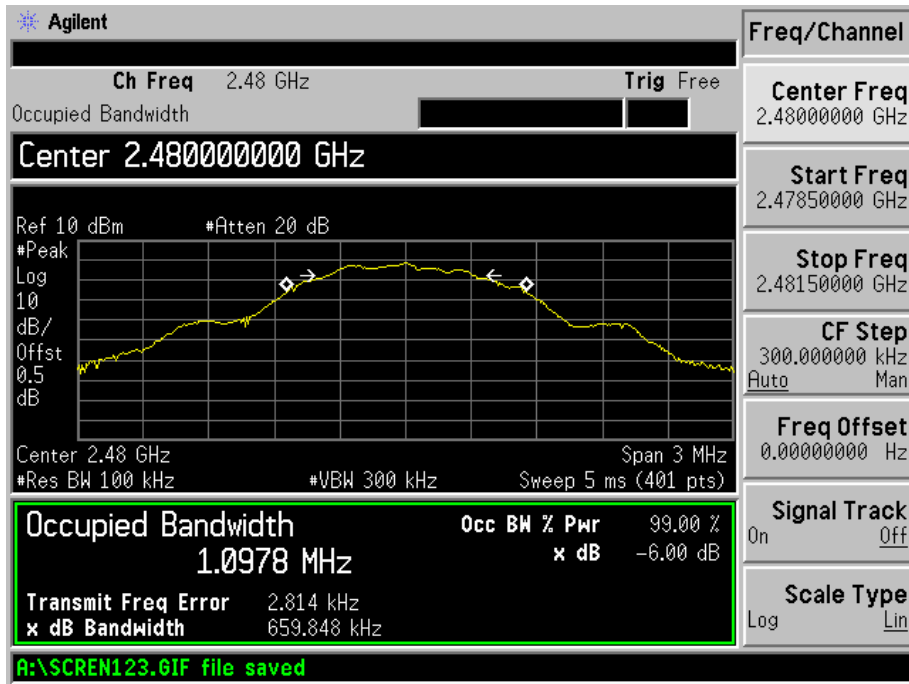 Agilent
Ch Freq 2.48 GHz Trig Free
Occupied Bandwidth
Center 2.480000000 GHz
Ref 10 dBm #Atten 20 dB
#Peak
Log
10
dB/
Offst
0.5
dB
Center 2.48 GHz Span 3 MHz
#Res BW 100 kHz #VBW 300 kHz Sweep 5 ms (401 pts)
Occupied Bandwidth Occ BW % Pwr 99.00 %
1.0978 MHz x dB -6.00 dB
Transmit Freq Error 2.814 kHz
x dB Bandwidth 659.848 kHz
A:\SCREN123.GIF file saved
Freq/Channel
Center Freq
2.48000000 GHz
Start Freq
2.47850000 GHz
Stop Freq
2.48150000 GHz
CF Step
300.000000 kHz
Auto Man
Freq Offset
0.00000000 Hz
Signal Track
On Off
Scale Type
Log Lin